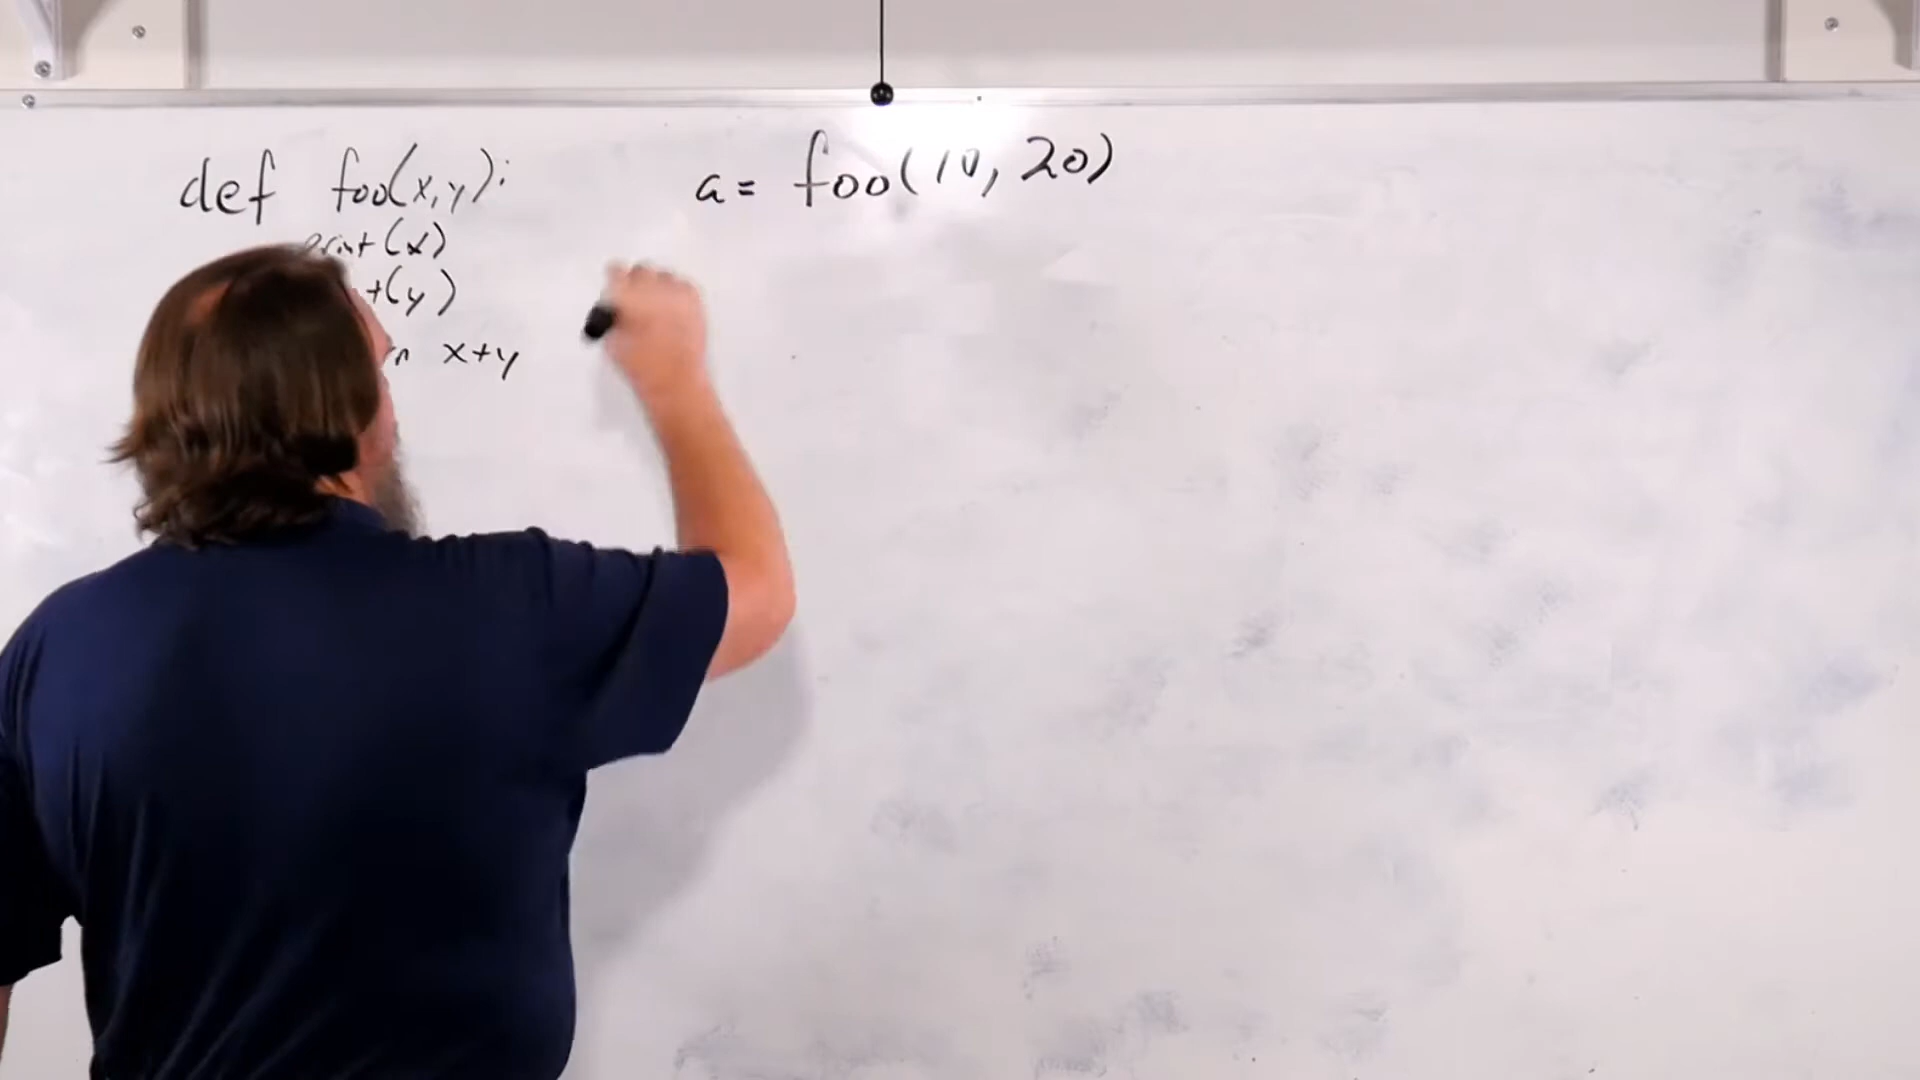 def foo(x,y):
(x)
(y)
x+y
a = foo(10, 20)